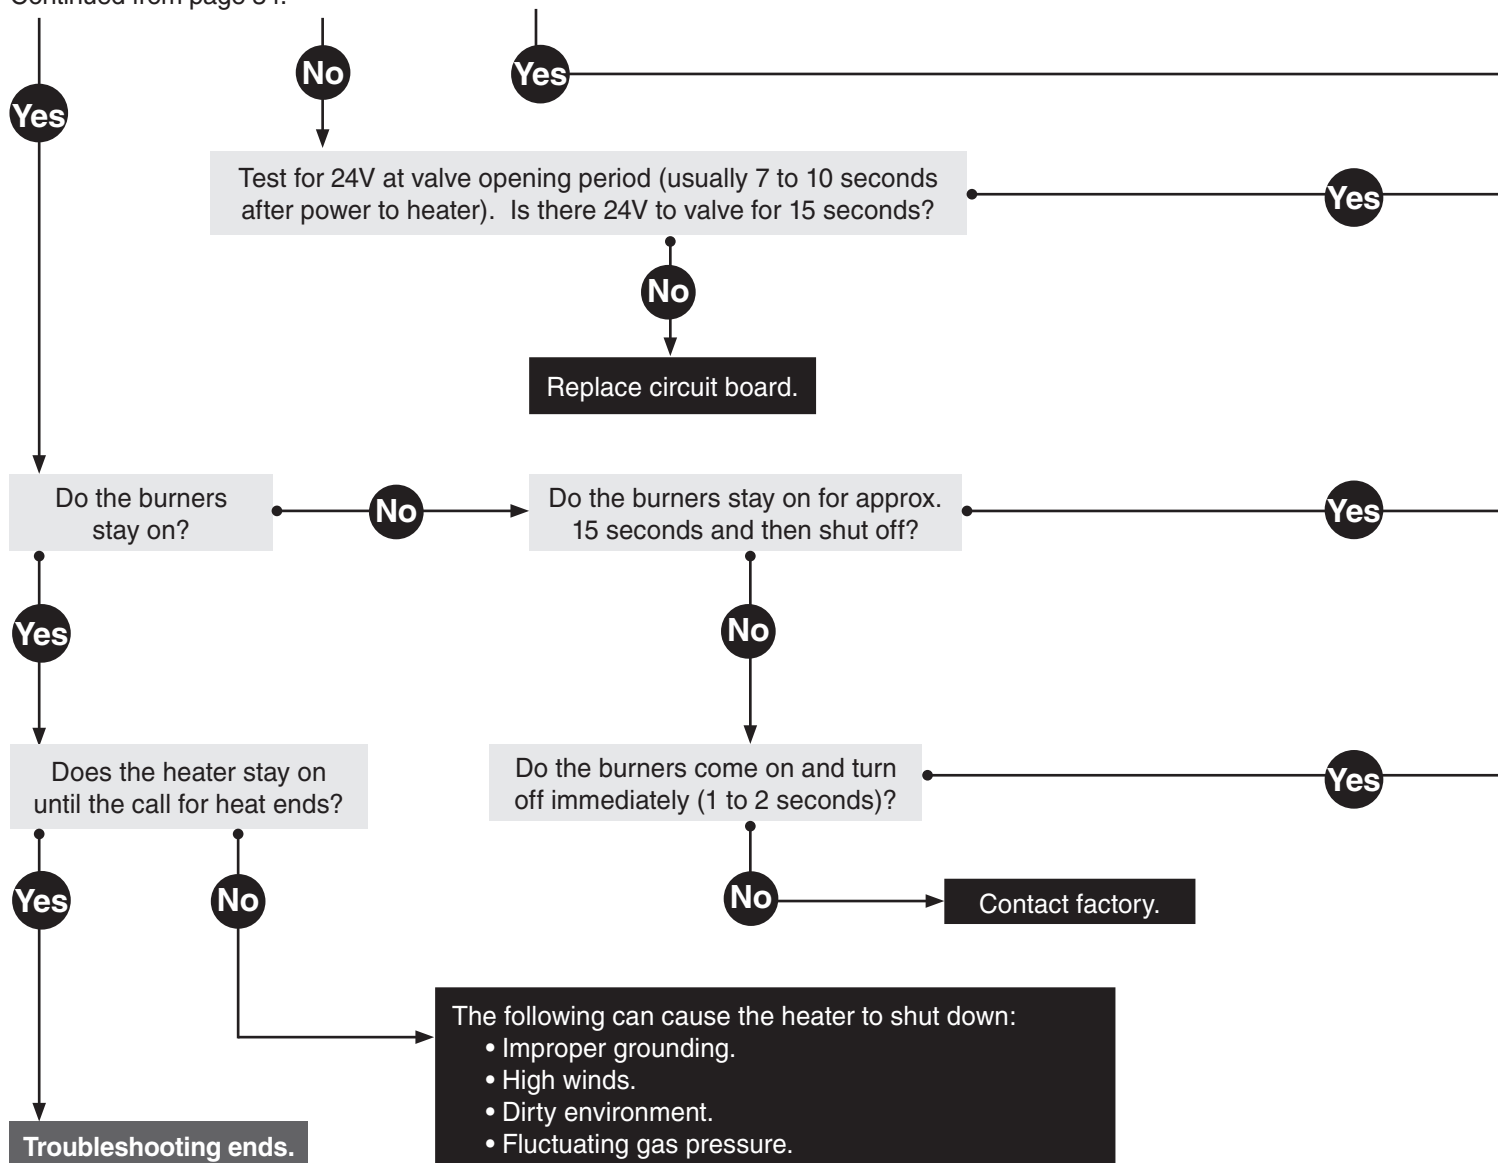 No
Yes
Yes
Test for 24V at valve opening period (usually 7 to 10 seconds
after power to heater).  Is there 24V to valve for 15 seconds?
Yes
No
Replace circuit board.
Do the burners
stay on?
No
Do the burners stay on for approx.
15 seconds and then shut off?
Yes
Yes
No
Does the heater stay on
until the call for heat ends?
Do the burners come on and turn
off immediately (1 to 2 seconds)?
Yes
Yes
No
No
Contact factory.
The following can cause the heater to shut down:
• Improper grounding.
• High winds.
• Dirty environment.
• Fluctuating gas pressure.
Troubleshooting ends.